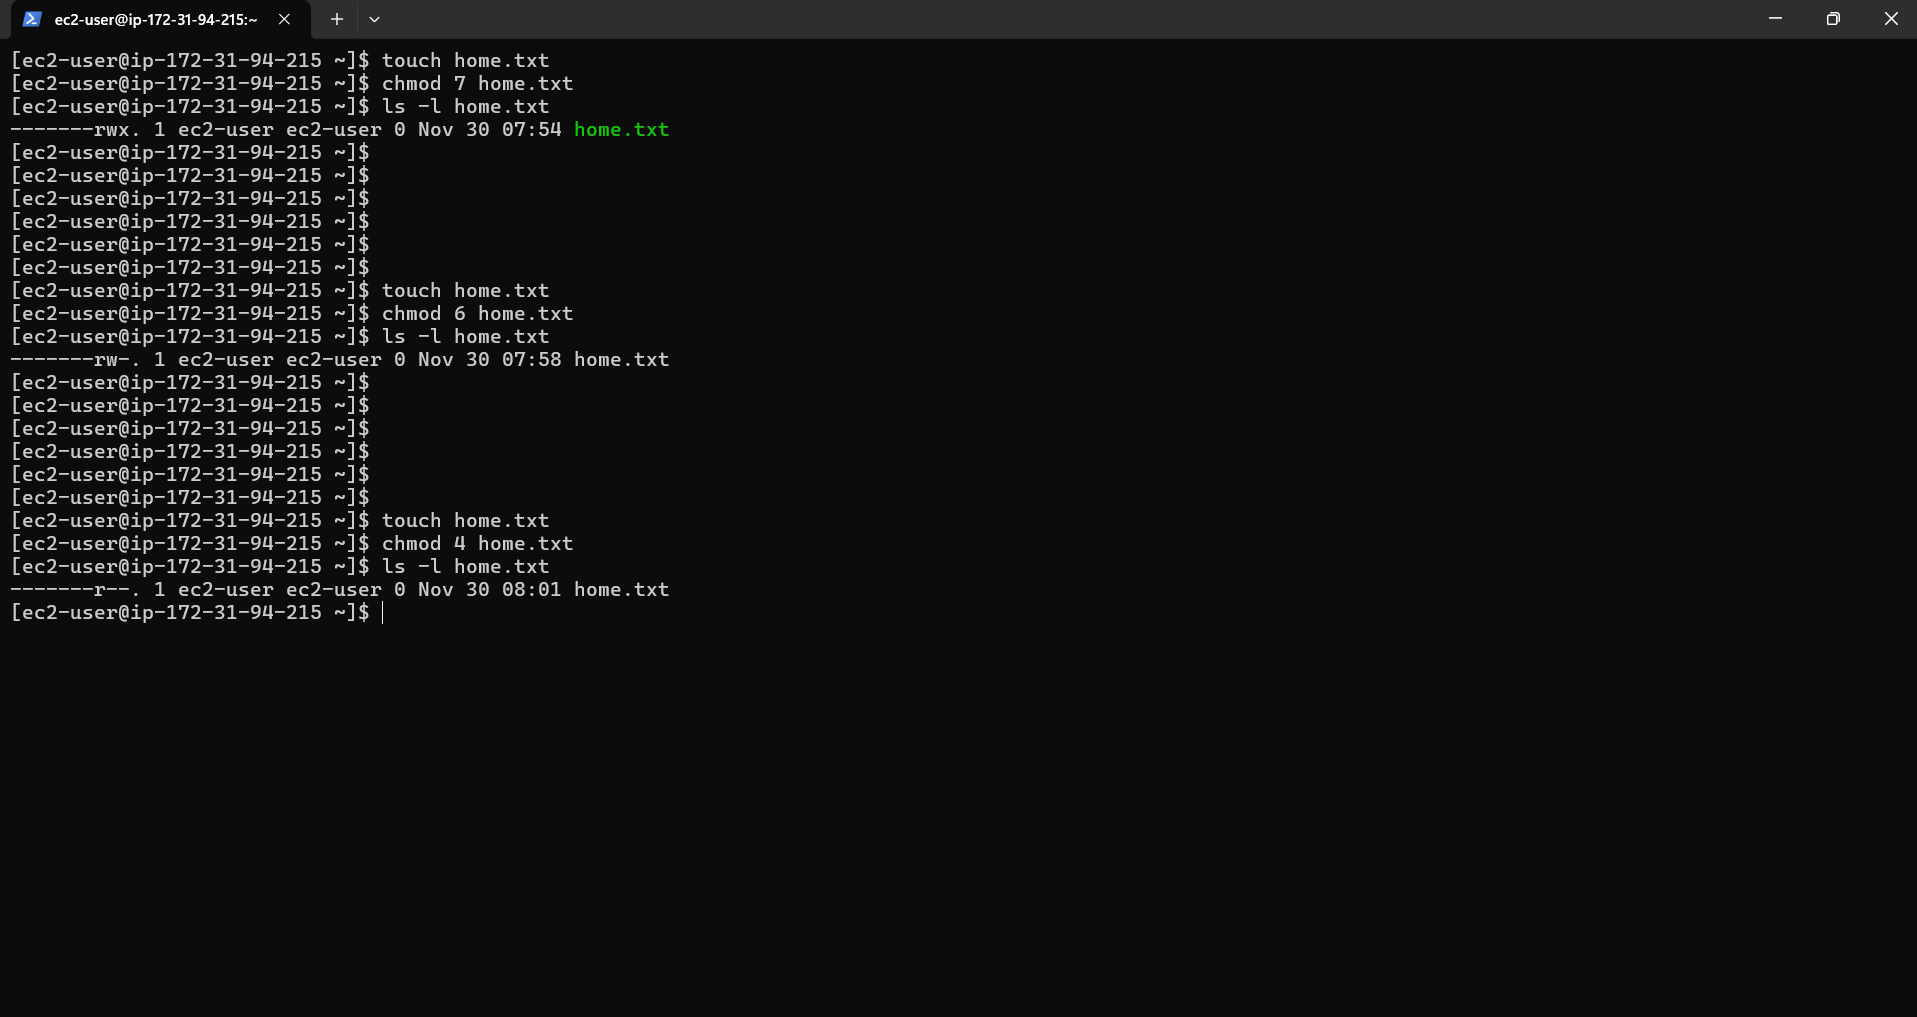 ec2-user@ip-172-31-94-215:~
[ec2-user@ip-172-31-94-215 ~]$ touch home.txt
[ec2-user@ip-172-31-94-215 ~]$ chmod 7 home.txt
[ec2-user@ip-172-31-94-215 ~]$ ls -l home.txt
-------rwx. 1 ec2-user ec2-user 0 Nov 30 07:54 home.txt
[ec2-user@ip-172-31-94-215 ~]$
[ec2-user@ip-172-31-94-215 ~]$
[ec2-user@ip-172-31-94-215 ~]$
[ec2-user@ip-172-31-94-215 ~]$
[ec2-user@ip-172-31-94-215 ~]$
[ec2-user@ip-172-31-94-215 ~]$
[ec2-user@ip-172-31-94-215 ~]$ touch home.txt
[ec2-user@ip-172-31-94-215 ~]$ chmod 6 home.txt
[ec2-user@ip-172-31-94-215 ~]$ ls -l home.txt
-------rw-. 1 ec2-user ec2-user 0 Nov 30 07:58 home.txt
[ec2-user@ip-172-31-94-215 ~]$
[ec2-user@ip-172-31-94-215 ~]$
[ec2-user@ip-172-31-94-215 ~]$
[ec2-user@ip-172-31-94-215 ~]$
[ec2-user@ip-172-31-94-215 ~]$
[ec2-user@ip-172-31-94-215 ~]$
[ec2-user@ip-172-31-94-215 ~]$ touch home.txt
[ec2-user@ip-172-31-94-215 ~]$ chmod 4 home.txt
[ec2-user@ip-172-31-94-215 ~]$ ls -l home.txt
-------r--. 1 ec2-user ec2-user 0 Nov 30 08:01 home.txt
[ec2-user@ip-172-31-94-215 ~]$